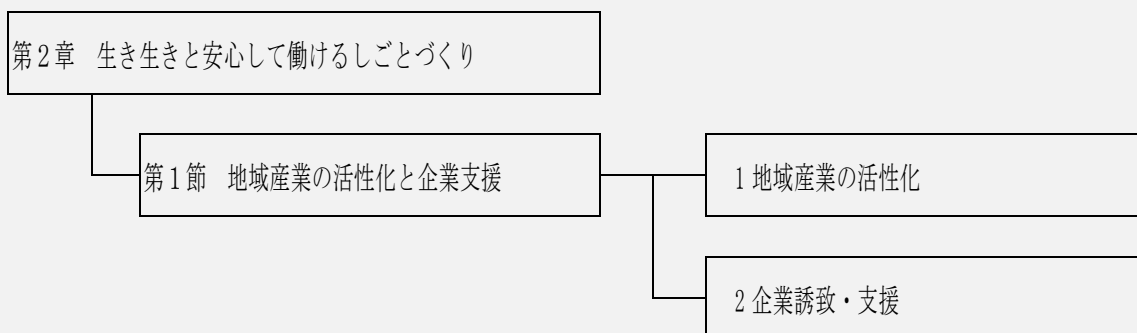 第２章　生き生きと安心して働けるしごとづくり
第１節　地域産業の活性化と企業支援
１地域産業の活性化
２企業誘致・支援